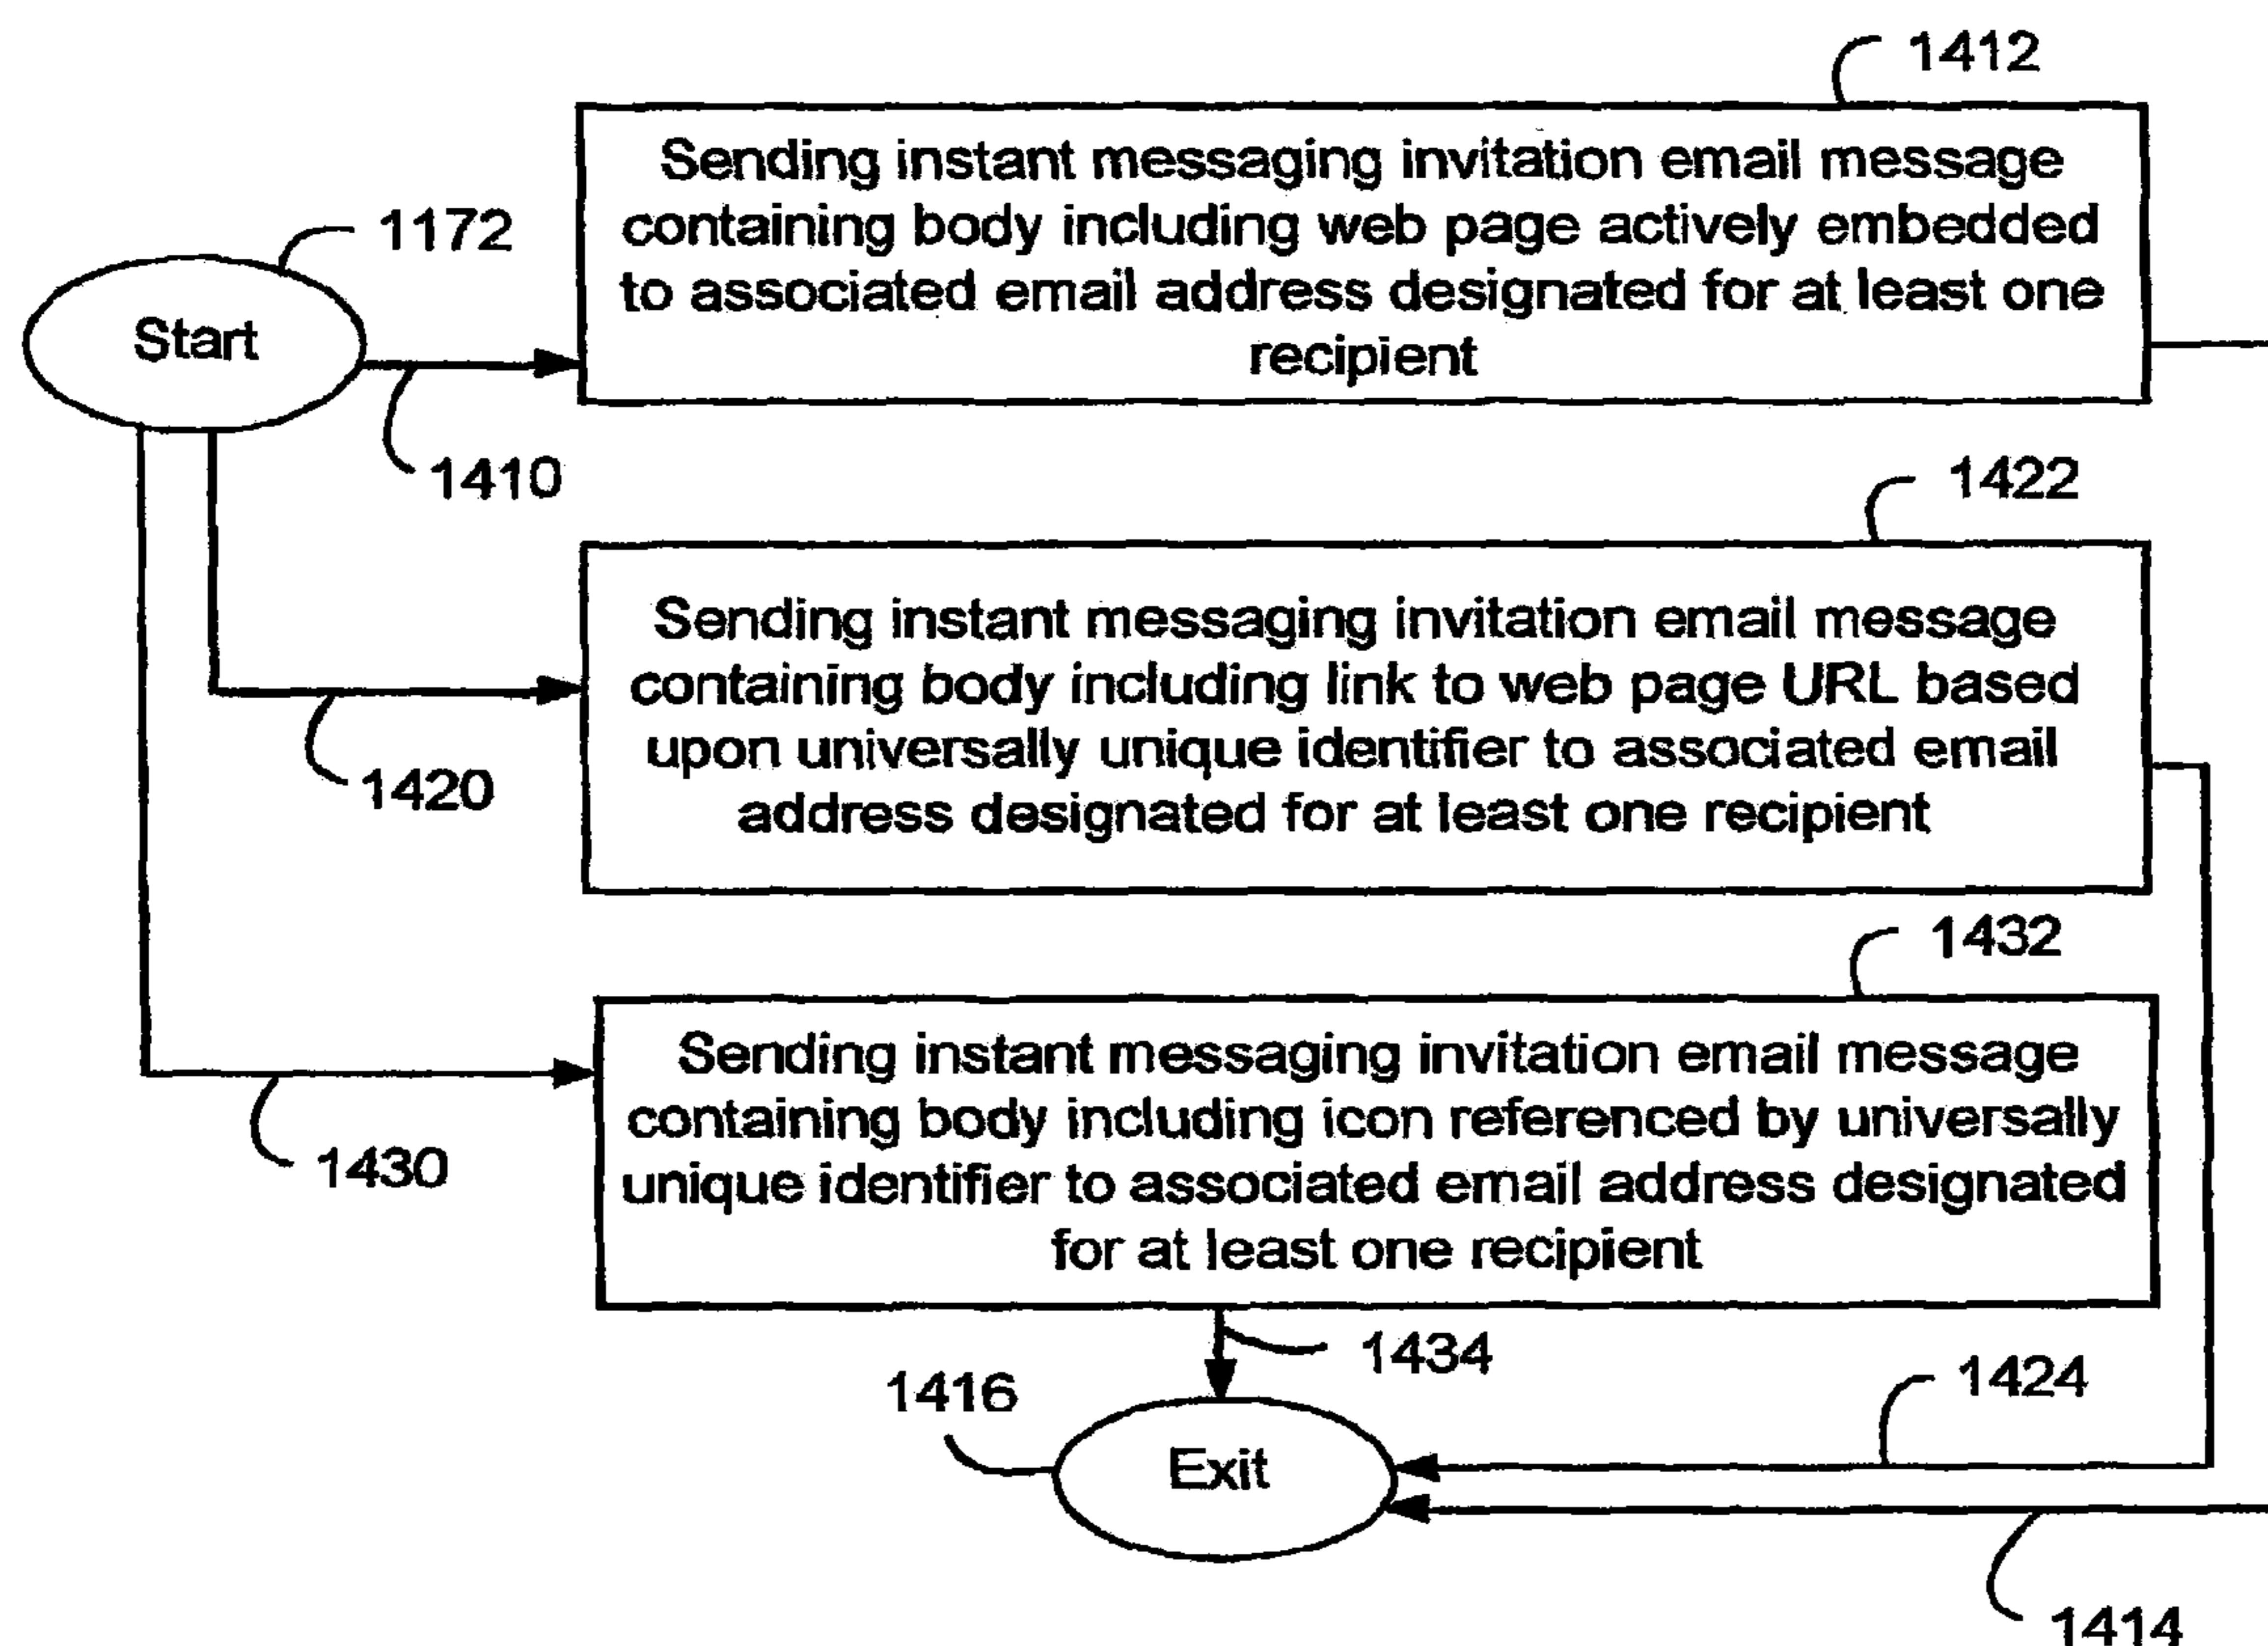 1412
Sending instant messaging invitation email message
containing body including web page actively embedded
to associated email address designated for at least one
recipient
1172
Start
1410
1422
Sending instant messaging invitation email message
containing body including link to web page URL based
upon universally unique identifier to associated email
address designated for at least one recipient
1420
1432
Sending instant messaging invitation email message
containing body including icon referenced by universally
unique identifier to associated email address designated
for at least one recipient
1430
1434
1416
1424
Exit
1414